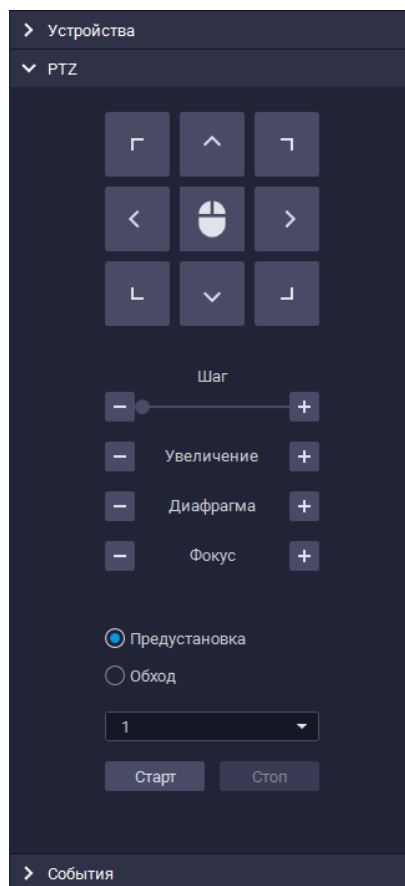 Устройства
PTZ
Шаг
Увеличение
Диафрагма
Фокус
Предустановка
Обход
1
Старт Стоп
События